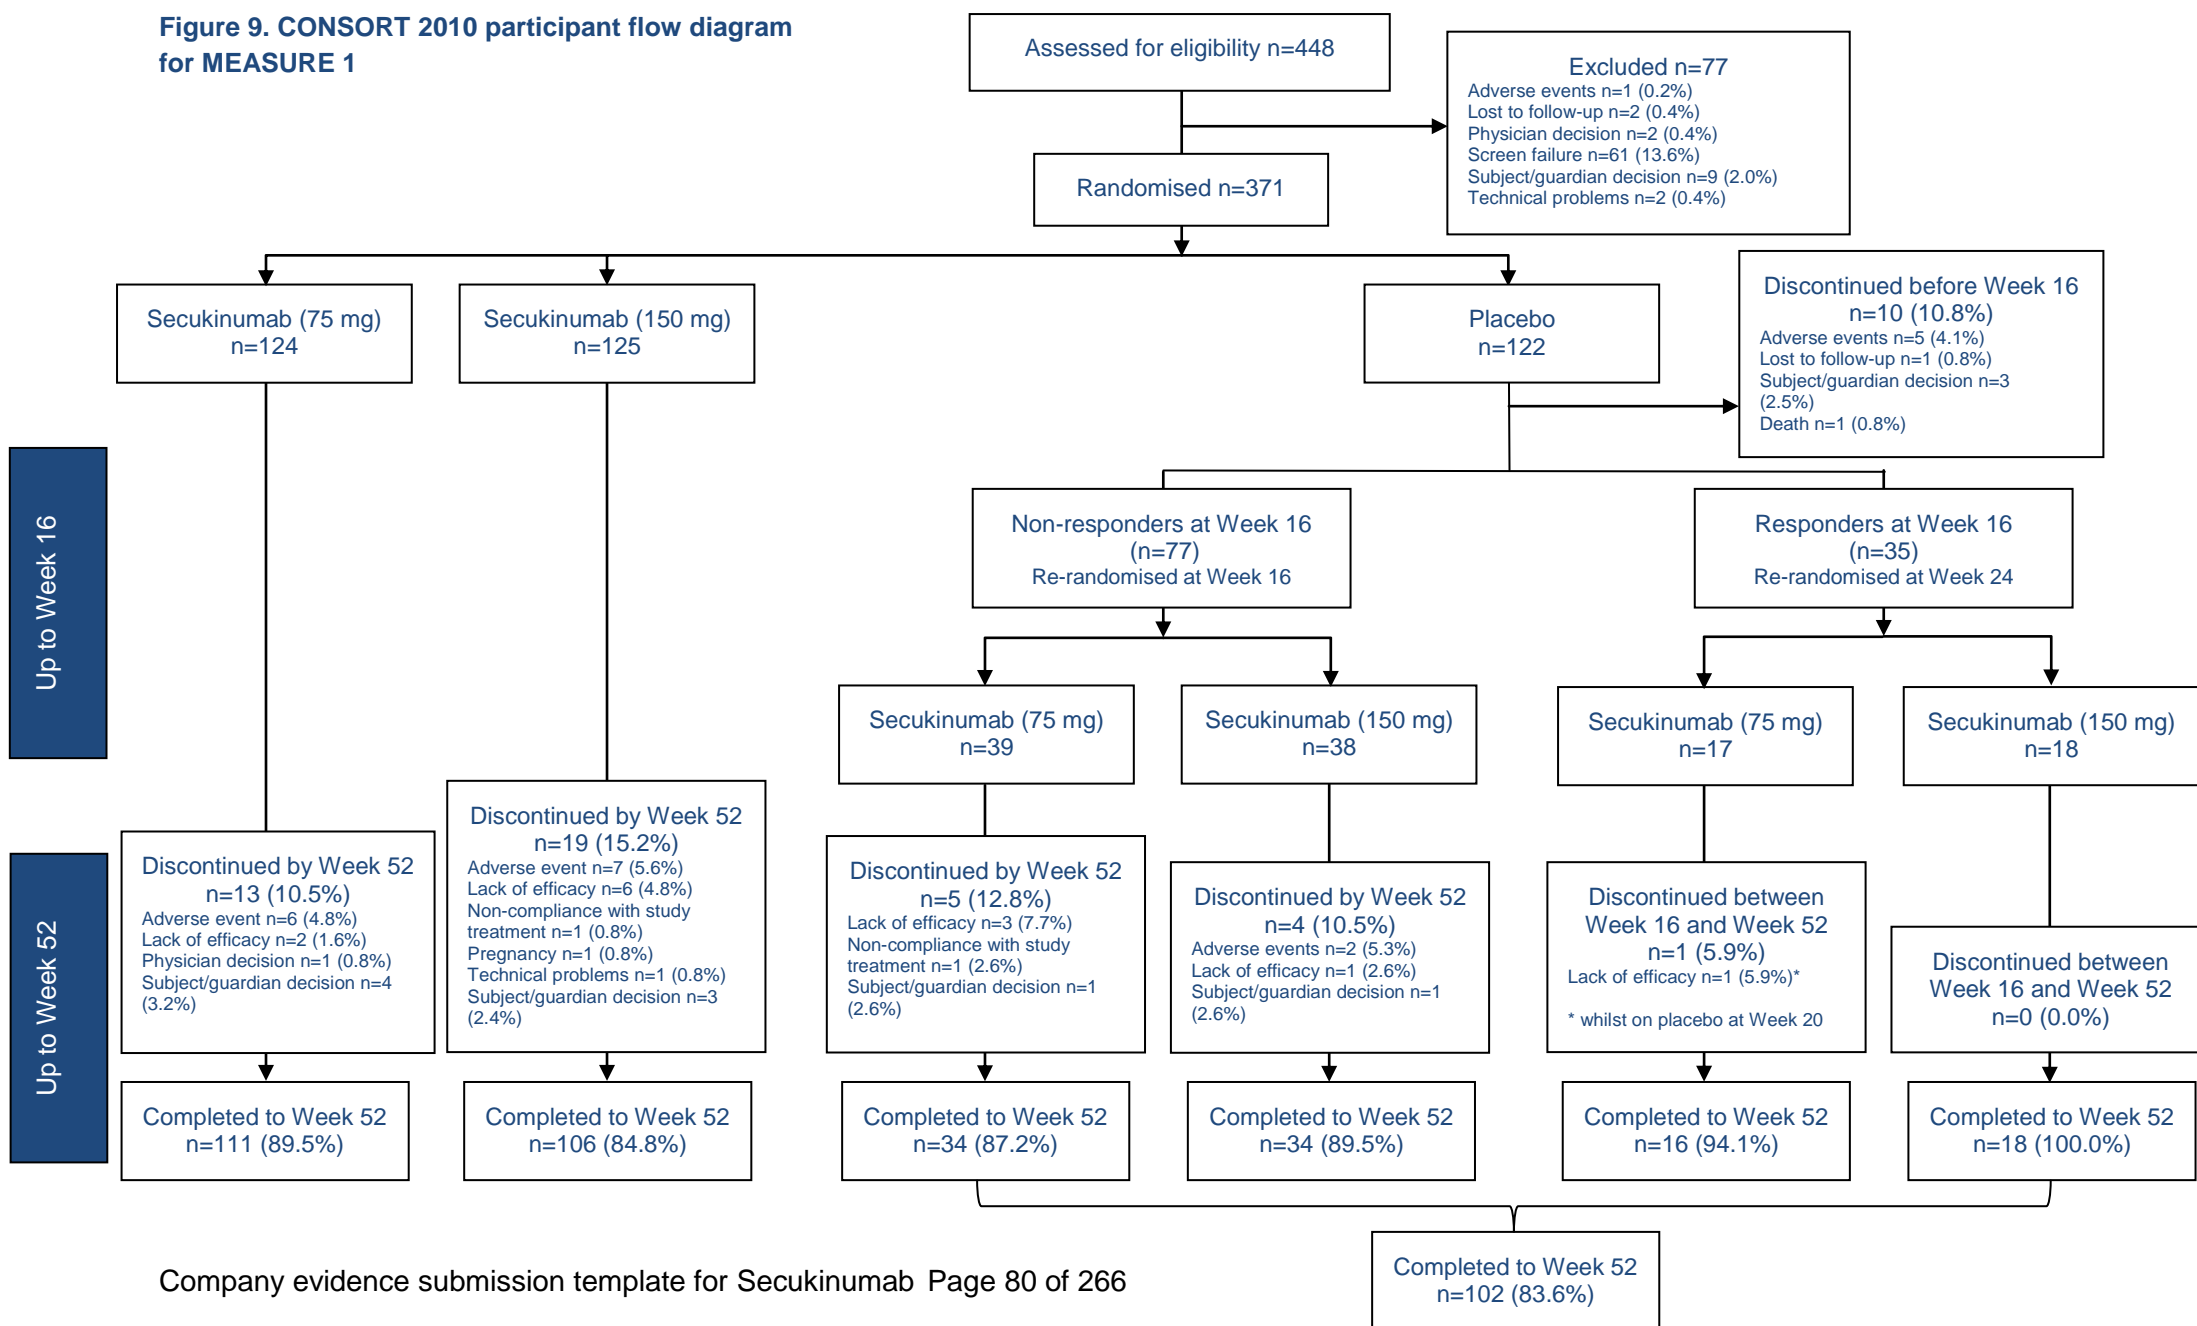 Figure 9. CONSORT 2010 participant flow diagram
for MEASURE 1
Assessed for eligibility n=448
Excluded n=77
Adverse events n=1 (0.2%)
Lost to follow-up n=2 (0.4%)
Physician decision n=2 (0.4%)
Screen failure n=61 (13.6%)
Subject/guardian decision n=9 (2.0%)
Technical problems n=2 (0.4%)
Randomised n=371
Secukinumab (75 mg)
n=124
Secukinumab (150 mg)
n=125
Placebo
n=122
Discontinued before Week 16
n=10 (10.8%)
Adverse events n=5 (4.1%)
Lost to follow-up n=1 (0.8%)
Subject/guardian decision n=3
(2.5%)
Death n=1 (0.8%)
Up to Week 16
Non-responders at Week 16
(n=77)
Re-randomised at Week 16
Responders at Week 16
(n=35)
Re-randomised at Week 24
Secukinumab (75 mg)
n=39
Secukinumab (150 mg)
n=38
Secukinumab (75 mg)
n=17
Secukinumab (150 mg)
n=18
Up to Week 52
Discontinued by Week 52
n=13 (10.5%)
Adverse event n=6 (4.8%)
Lack of efficacy n=2 (1.6%)
Physician decision n=1 (0.8%)
Subject/guardian decision n=4
(3.2%)
Discontinued by Week 52
n=19 (15.2%)
Adverse event n=7 (5.6%)
Lack of efficacy n=6 (4.8%)
Non-compliance with study
treatment n=1 (0.8%)
Pregnancy n=1 (0.8%)
Technical problems n=1 (0.8%)
Subject/guardian decision n=3
(2.4%)
Discontinued by Week 52
n=5 (12.8%)
Lack of efficacy n=3 (7.7%)
Non-compliance with study
treatment n=1 (2.6%)
Subject/guardian decision n=1
(2.6%)
Discontinued by Week 52
n=4 (10.5%)
Adverse events n=2 (5.3%)
Lack of efficacy n=1 (2.6%)
Subject/guardian decision n=1
(2.6%)
Discontinued between
Week 16 and Week 52
n=1 (5.9%)
Lack of efficacy n=1 (5.9%)*
* whilst on placebo at Week 20
Discontinued between
Week 16 and Week 52
n=0 (0.0%)
Completed to Week 52
n=111 (89.5%)
Completed to Week 52
n=106 (84.8%)
Completed to Week 52
n=34 (87.2%)
Completed to Week 52
n=34 (89.5%)
Completed to Week 52
n=16 (94.1%)
Completed to Week 52
n=18 (100.0%)
Completed to Week 52
n=102 (83.6%)
Company evidence submission template for Secukinumab Page 80 of 266